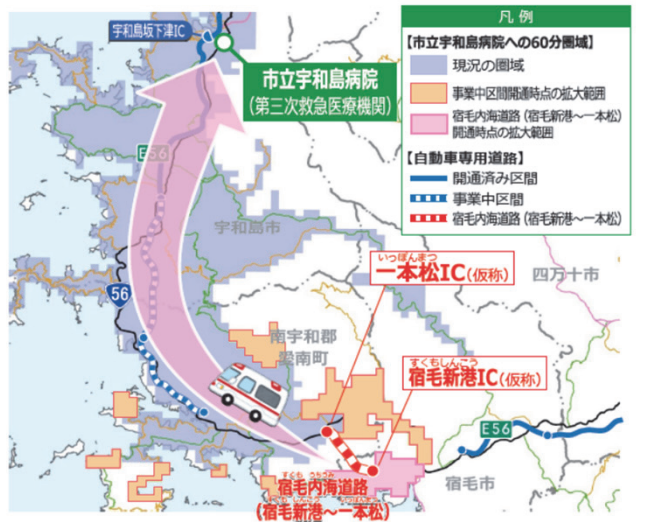 宇和島坂下津IC
市立宇和島病院
(第三次救急医療機関)
凡例
【市立宇和島病院への60分圏域】
現況の圏域
事業中区間開通時点の拡大範囲
宿毛内海道路(宿毛新港～一本松)
開通時点の拡大範囲
【自動車専用道路】
開通済み区間
事業中区間
宿毛内海道路(宿毛新港～一本松)
E56
宇和島市
いっぽんまつ
一本松IC(仮称)
四万十市
56
南宇和郡
愛南町
すくもしんこう
宿毛新港IC(仮称)
E56
宿毛市
すくも うちうみ
宿毛内海道路
(宿毛新港～一本松)